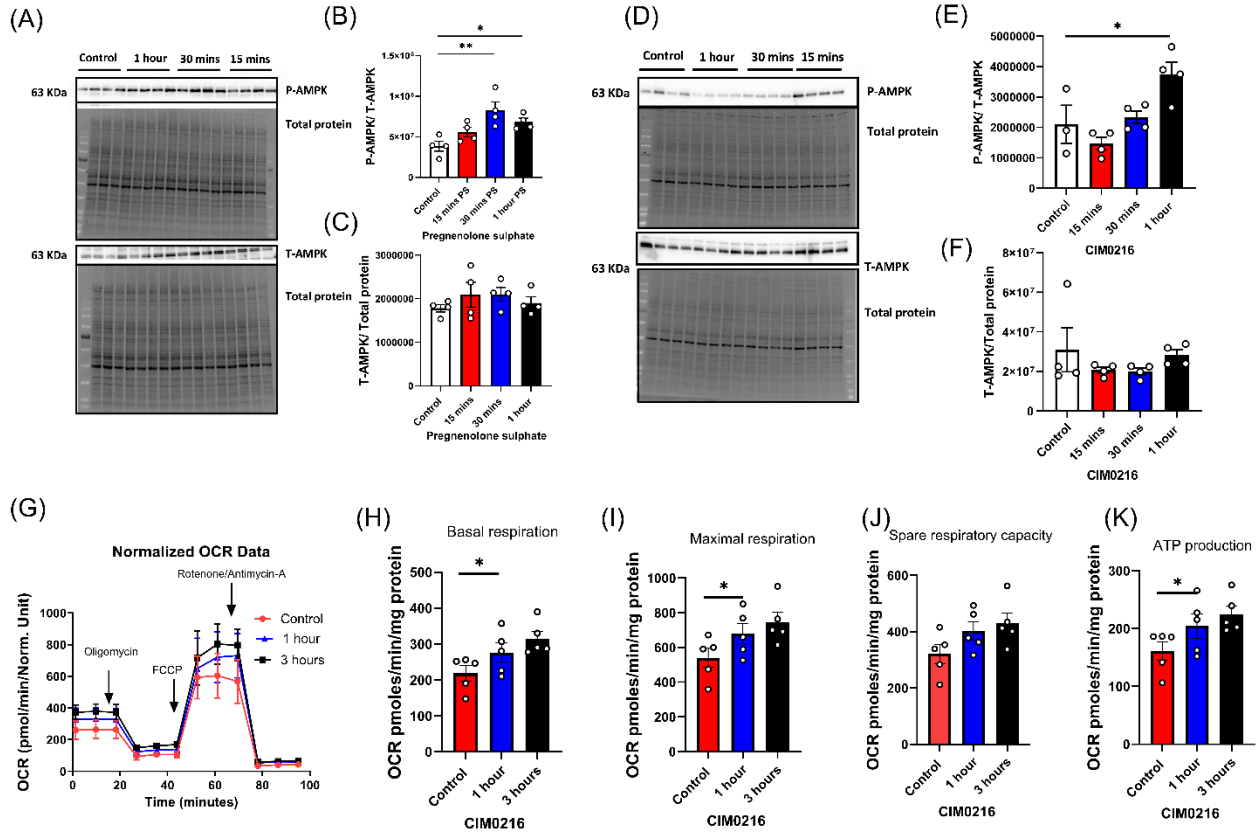 (A)
Control
1 hour
30 mins
15 mins
63 KDa
P-AMPK
Total protein
63 KDa
T-AMPK
Total protein
(B)
*
**
P-AMPK/ T-AMPK
1.5×10⁸
1×10⁸
5×10⁷
0
Control
15 mins PS
30 mins PS
1 hour PS
Pregnenolone sulphate
(C)
T-AMPK/Total protein
3000000
2000000
1000000
0
Control
15 mins
30 mins
1 hour
Pregnenolone sulphate
(D)
Control
1 hour
30 mins
15 mins
63 KDa
P-AMPK
Total protein
63 KDa
T-AMPK
Total protein
(E)
*
P-AMPK/ T-AMPK
5000000
4000000
3000000
2000000
1000000
0
Control
15 mins
30 mins
1 hour
CIM0216
(F)
T-AMPK/Total protein
8×10⁷
6×10⁷
4×10⁷
2×10⁷
0
Control
15 mins
30 mins
1 hour
CIM0216
(G)
Normalized OCR Data
OCR (pmol/min/Norm. Unit)
1000
800
600
400
200
0
Oligomycin
FCCP
Rotenone/Antimycin-A
Control
1 hour
3 hours
0
20
40
60
80
100
Time (minutes)
(H)
Basal respiration
*
OCR pmoles/min/mg protein
500
400
300
200
100
0
Control
1 hour
3 hours
CIM0216
(I)
Maximal respiration
*
OCR pmoles/min/mg protein
1000
800
600
400
200
0
Control
1 hour
3 hours
CIM0216
(J)
Spare respiratory capacity
OCR pmoles/min/mg protein
600
400
200
0
Control
1 hour
3 hours
CIM0216
(K)
ATP production
*
OCR pmoles/min/mg protein
400
300
200
100
0
Control
1 hour
3 hours
CIM0216